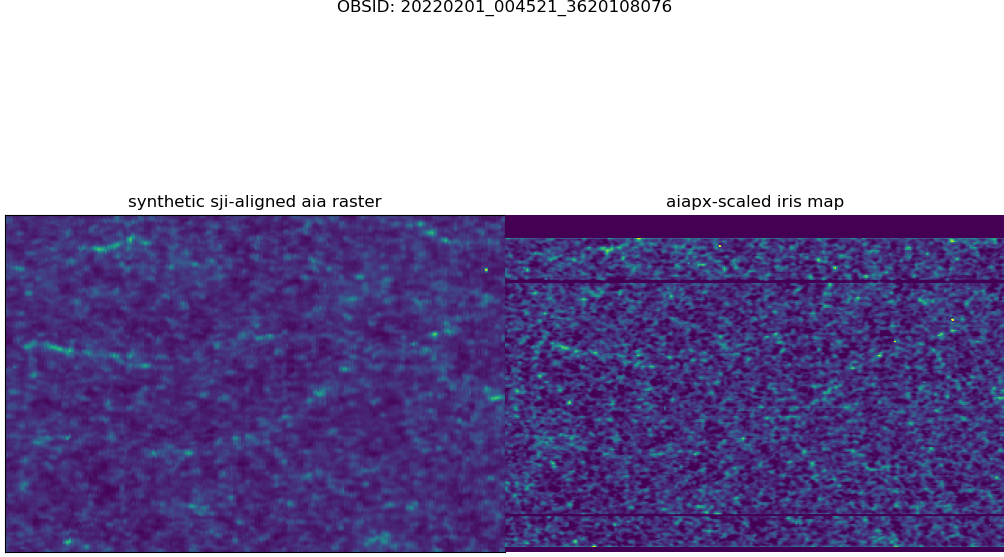 OBSID: 20220201_004521_3620108076
synthetic sji-aligned aia raster
aiapx-scaled iris map